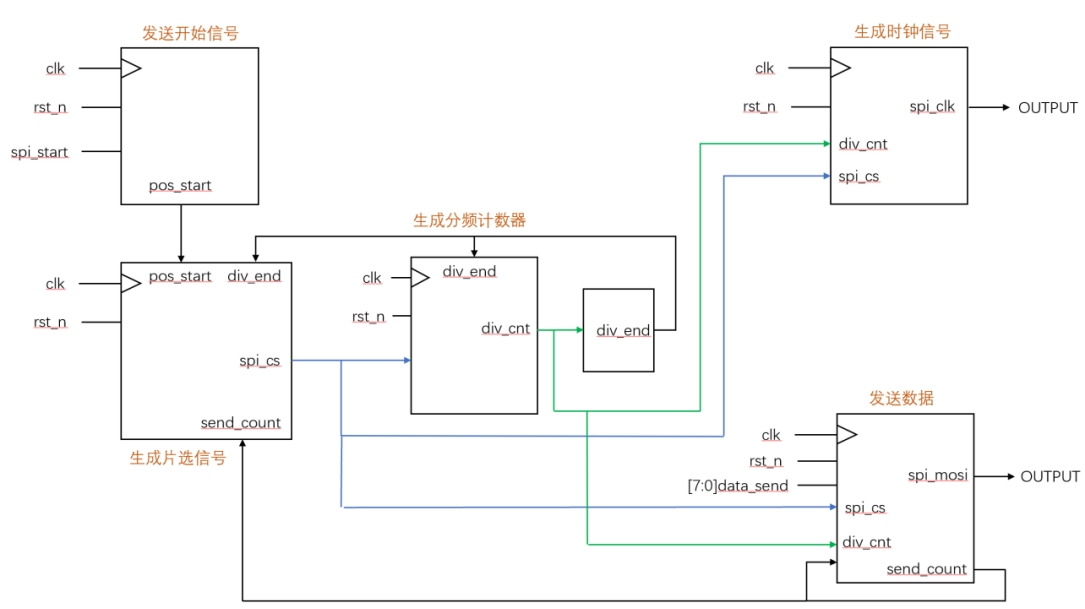 发送开始信号
clk
rst_n
spi_start
pos_start
生成时钟信号
clk
rst_n
spi_clk
OUTPUT
div_cnt
spi_cs
clk
rst_n
pos_start
div_end
spi_cs
send_count
生成片选信号
生成分频计数器
clk
rst_n
div_end
div_cnt
div_end
发送数据
clk
rst_n
[7:0]data_send
spi_mosi
OUTPUT
spi_cs
div_cnt
send_count